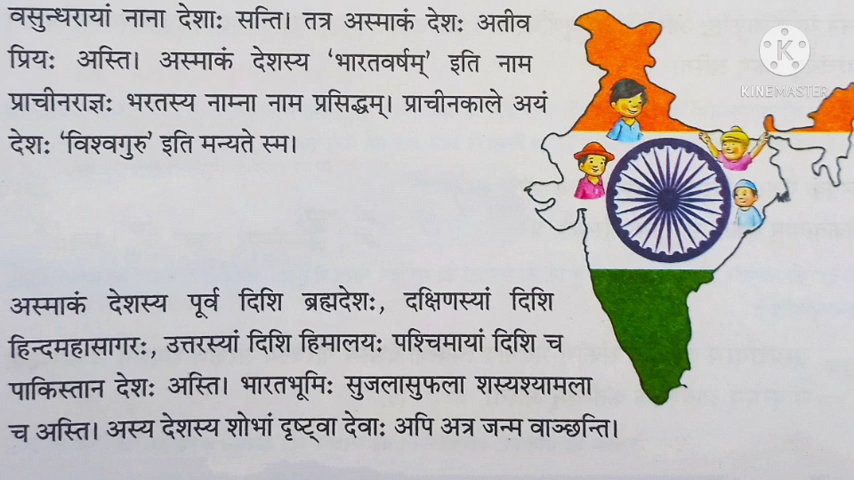 वसुन्धरायां नाना देशाः सन्ति। तत्र अस्माकं देशः अतीव
प्रियः अस्ति। अस्माकं देशस्य 'भारतवर्षम्' इति नाम
प्राचीनराज्ञः भरतस्य नाम्ना नाम प्रसिद्धम्। प्राचीनकाले अयं
देशः 'विश्वगुरु' इति मन्यते स्म।
K
KINEMASTER
अस्माकं देशस्य पूर्व दिशि ब्रह्मदेशः, दक्षिणस्यां दिशि
हिन्दमहासागरः, उत्तरस्यां दिशि हिमालयः पश्चिमायां दिशि च
पाकिस्तान देशः अस्ति। भारतभूमिः सुजलासुफला शस्यश्यामला
च अस्ति। अस्य देशस्य शोभां दृष्ट्वा देवाः अपि अत्र जन्म वाञ्छन्ति।